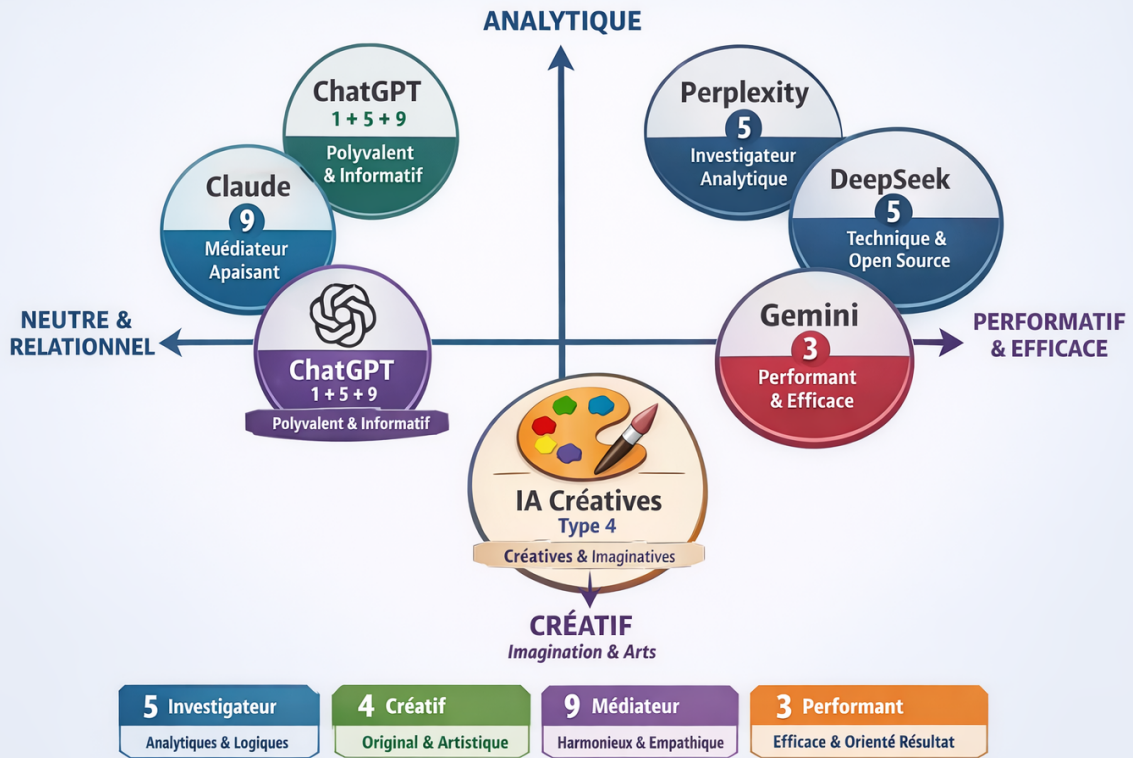 ANALYTIQUE
ChatGPT
1 + 5 + 9
Polyvalent
& Informatif
Perplexity
5
Investigateur
Analytique
Claude
9
Médiateur
Apaisant
DeepSeek
5
Technique &
Open Source
NEUTRE &
RELATIONNEL
ChatGPT
1 + 5 + 9
Polyvalent & Informatif
Gemini
3
Performant
& Efficace
PERFORMATIF
& EFFICACE
IA Créatives
Type 4
Créatives & Imaginatives
CRÉATIF
Imagination & Arts
5 Investigateur
Analytiques & Logiques
4 Créatif
Original & Artistique
9 Médiateur
Harmonieux & Empathique
3 Performant
Efficace & Orienté Résultat